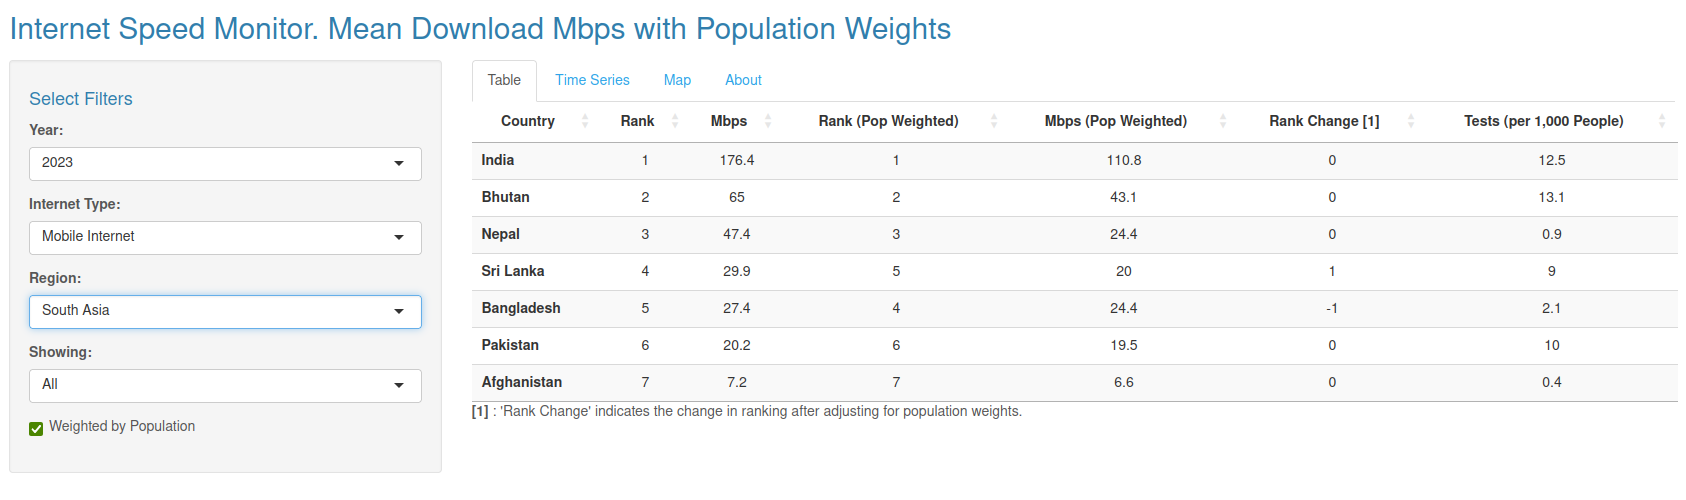 Internet Speed Monitor. Mean Download Mbps with Population Weights
Select Filters
Year:
2023
Internet Type:
Mobile Internet
Region:
South Asia
Showing:
All
Weighted by Population
Table Time Series Map About
Country Rank Mbps Rank (Pop Weighted) Mbps (Pop Weighted) Rank Change [1] Tests (per 1,000 People)
India 1 176.4 1 110.8 0 12.5
Bhutan 2 65 2 43.1 0 13.1
Nepal 3 47.4 3 24.4 0 0.9
Sri Lanka 4 29.9 5 20 1 9
Bangladesh 5 27.4 4 24.4 -1 2.1
Pakistan 6 20.2 6 19.5 0 10
Afghanistan 7 7.2 7 6.6 0 0.4
[1] : 'Rank Change' indicates the change in ranking after adjusting for population weights.